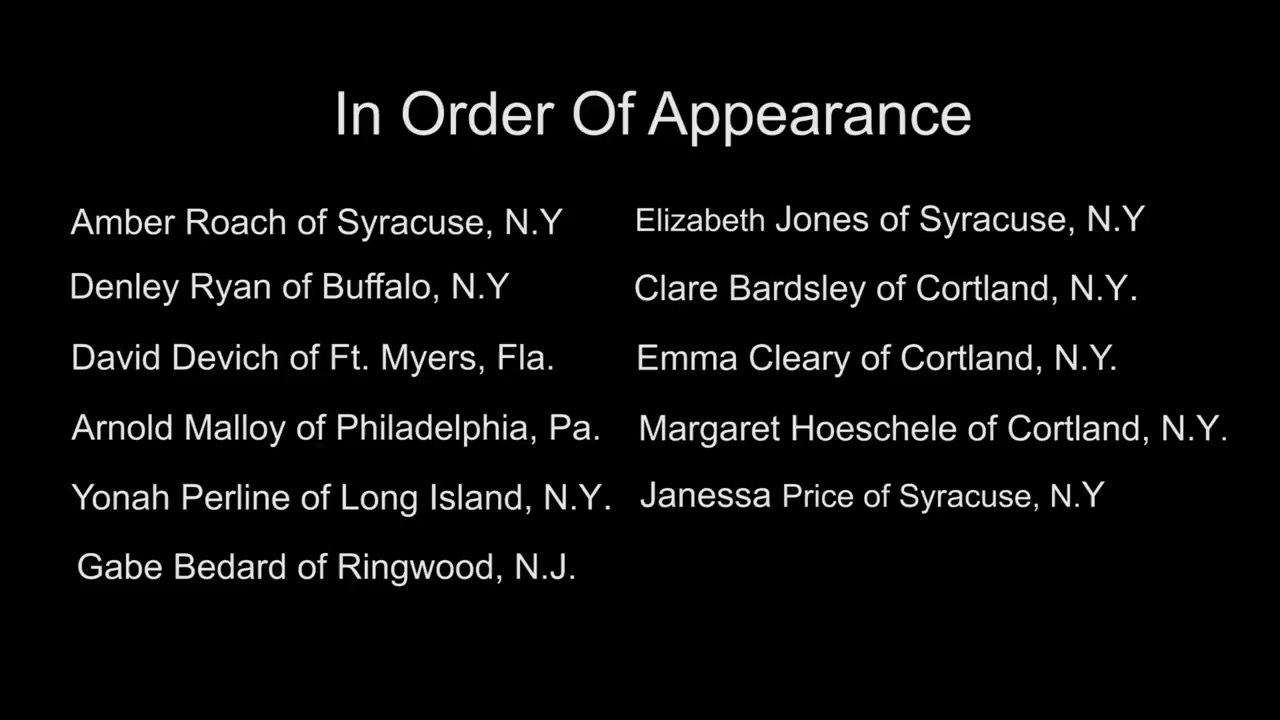 In Order Of Appearance
Amber Roach of Syracuse, N.Y
Denley Ryan of Buffalo, N.Y
David Devich of Ft. Myers, Fla.
Arnold Malloy of Philadelphia, Pa.
Yonah Perline of Long Island, N.Y.
Gabe Bedard of Ringwood, N.J.
Elizabeth Jones of Syracuse, N.Y
Clare Bardsley of Cortland, N.Y.
Emma Cleary of Cortland, N.Y.
Margaret Hoeschele of Cortland, N.Y.
Janessa Price of Syracuse, N.Y